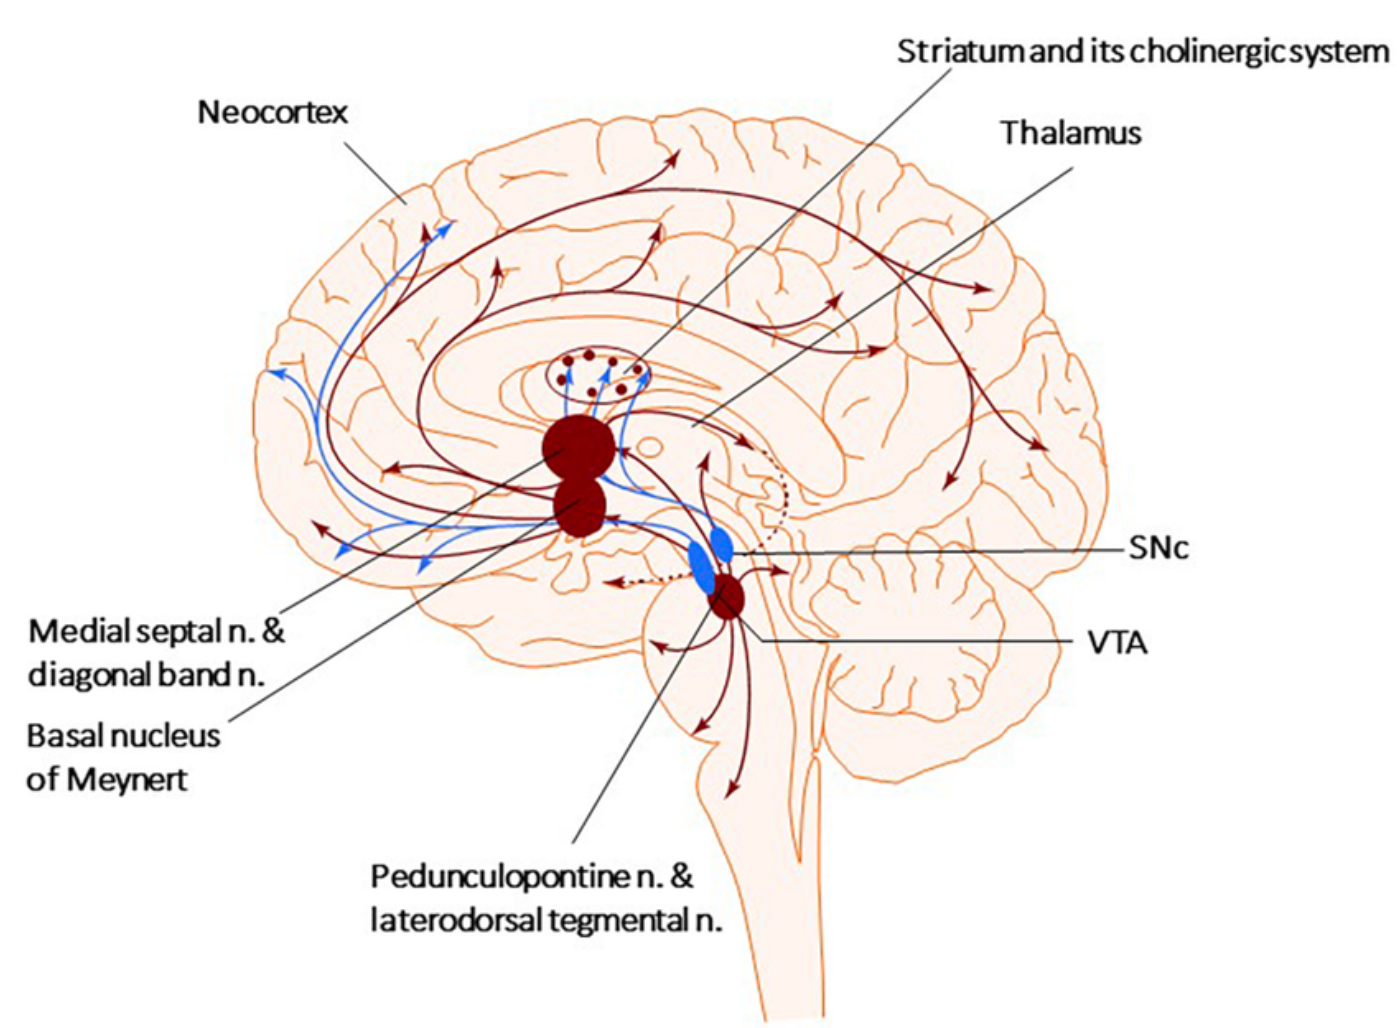 Striatum and its cholinergic system
Neocortex
Thalamus
SNc
Medial septal n. &
diagonal band n.
VTA
Basal nucleus
of Meynert
Pedunculopontine n. &
laterodorsal tegmental n.